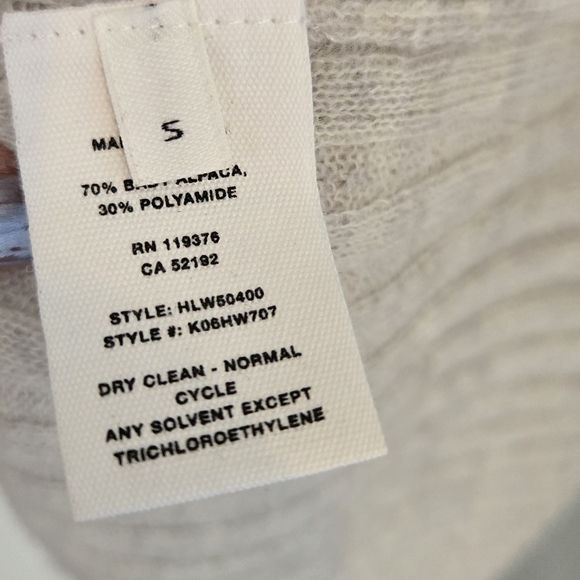 S
70% BABY ALPACA,
30% POLYAMIDE
RN 119376
CA 52192
STYLE: HLW50400
STYLE #: K06HW707
DRY CLEAN - NORMAL
CYCLE
ANY SOLVENT EXCEPT
TRICHLOROETHYLENE